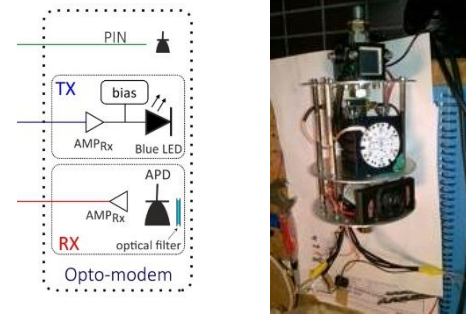 PIN
TX
bias
AMPRx
Blue LED
APD
AMPRx
RX
optical filter
Opto-modem